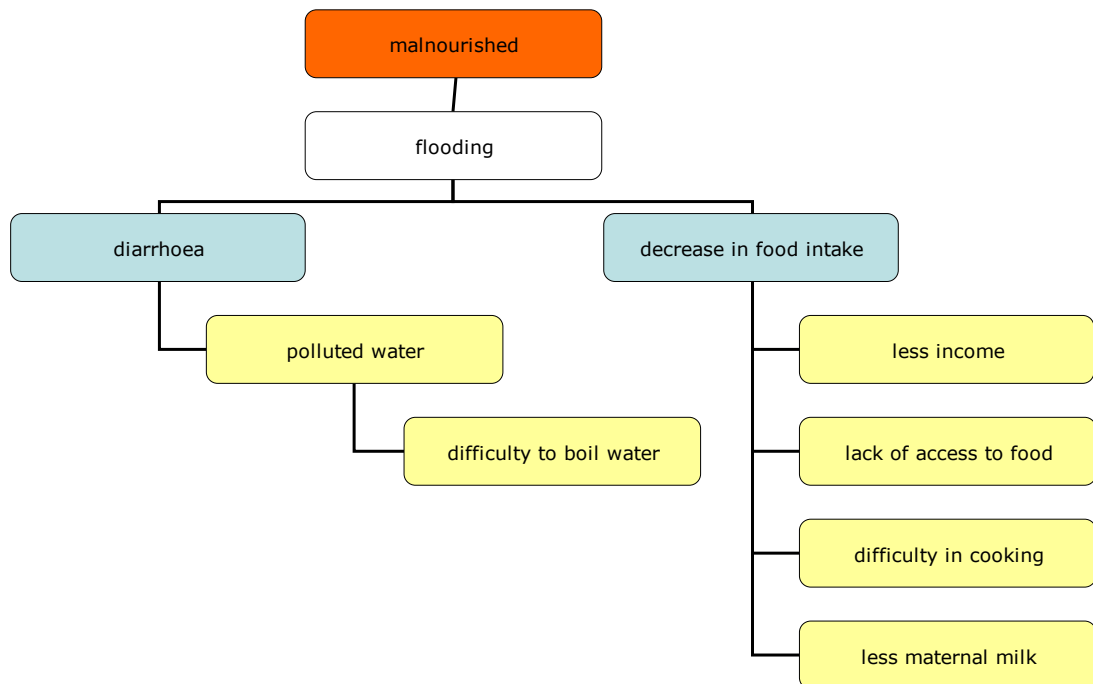 malnourished
flooding
diarrhoea
decrease in food intake
polluted water
less income
difficulty to boil water
lack of access to food
difficulty in cooking
less maternal milk